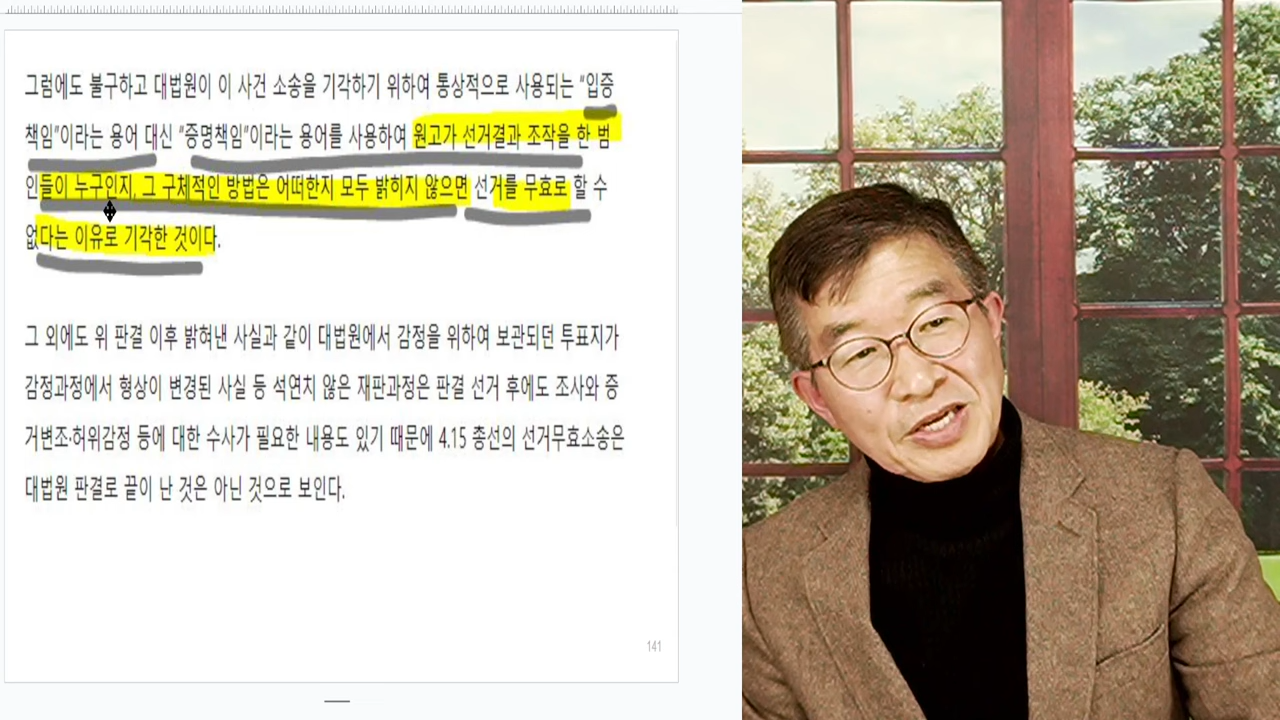 그럼에도 불구하고 대법원이 이 사건 소송을 기각하기 위하여 통상적으로 사용되는 “입증
책임”이라는 용어 대신 “증명책임”이라는 용어를 사용하여 원고가 선거결과 조작을 한 범
인들이 누구인지, 그 구체적인 방법은 어떠한지 모두 밝히지 않으면 선거를 무효로 할 수
없다는 이유로 기각한 것이다.
그 외에도 위 판결 이후 밝혀낸 사실과 같이 대법원에서 감정을 위하여 보관되던 투표지가
감정과정에서 형상이 변경된 사실 등 석연치 않은 재판과정은 판결 선거 후에도 조사와 증
거변조·허위감정 등에 대한 수사가 필요한 내용도 있기 때문에 4.15 총선의 선거무효소송은
대법원 판결로 끝이 난 것은 아닌 것으로 보인다.
141